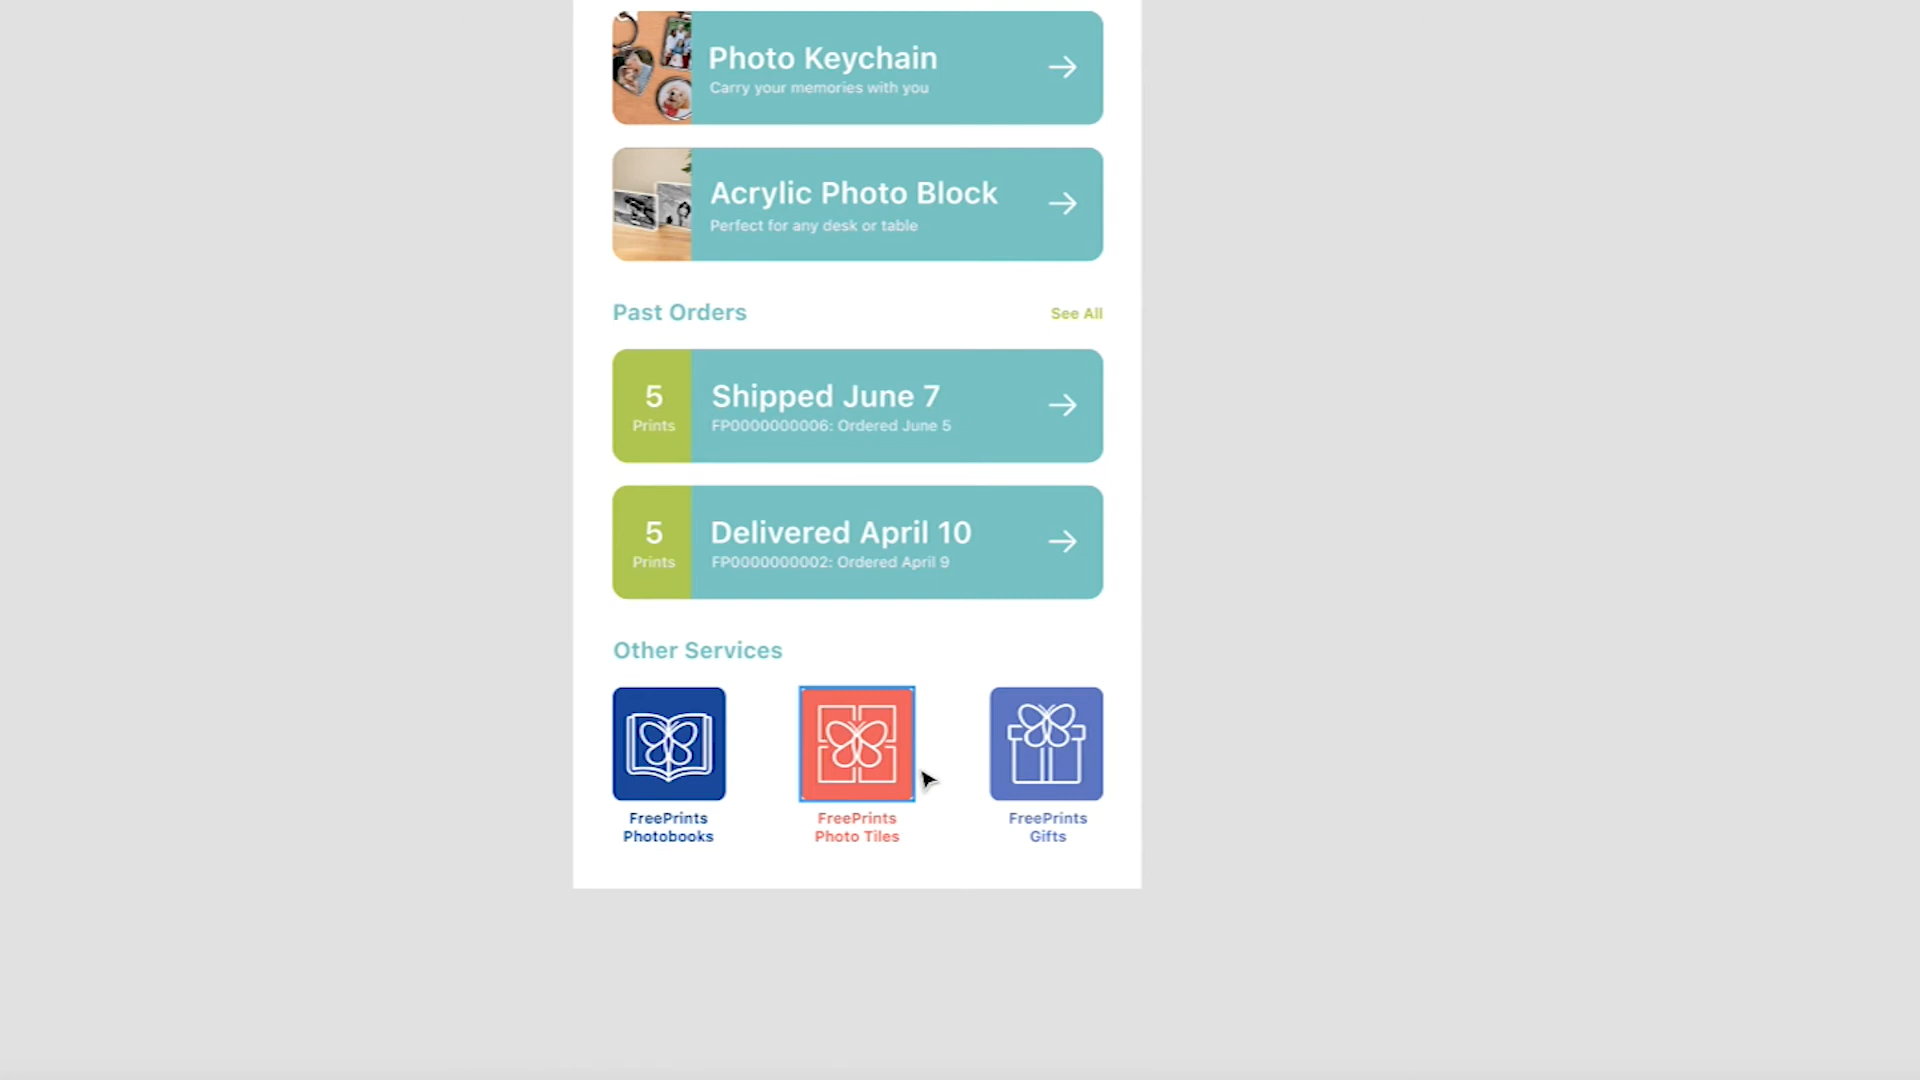 Photo Keychain
Carry your memories with you
Acrylic Photo Block
Perfect for any desk or table
Past Orders
See All
5
Prints
Shipped June 7
FP0000000006: Ordered June 5
5
Prints
Delivered April 10
FP0000000002: Ordered April 9
Other Services
FreePrints
Photobooks
FreePrints
Photo Tiles
FreePrints
Gifts